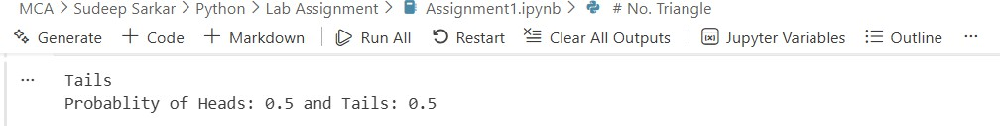 MCA > Sudeep Sarkar > Python > Lab Assignment > Assignment1.ipynb > # No. Triangle
Generate + Code + Markdown | Run All Restart Clear All Outputs | Jupyter Variables Outline ...
... Tails
Probablity of Heads: 0.5 and Tails: 0.5